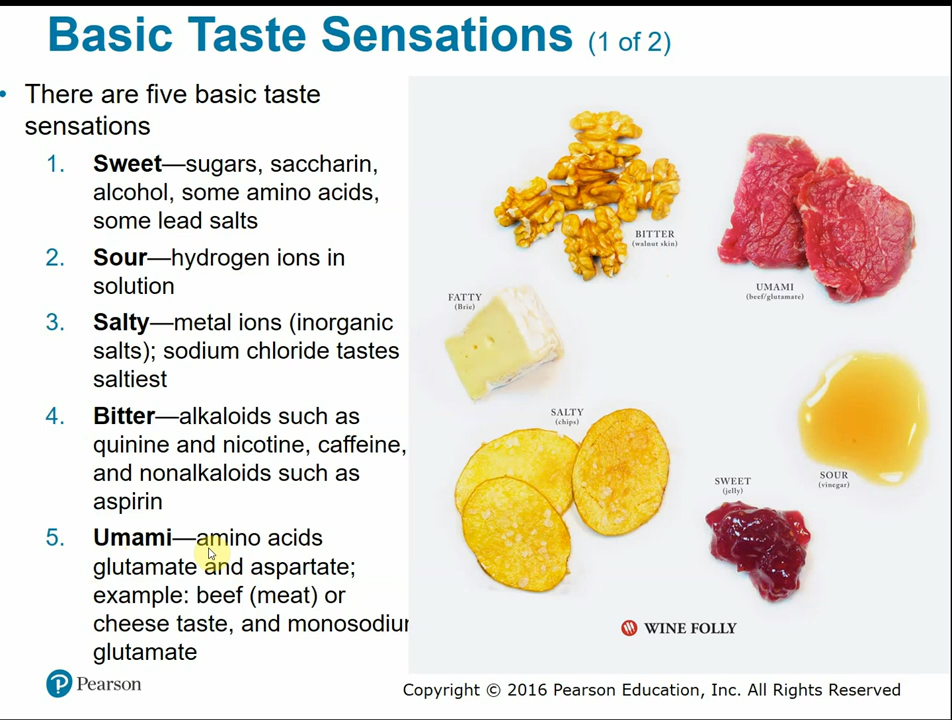 Basic Taste Sensations (1 of 2)
• There are five basic taste
sensations
1. Sweet—sugars, saccharin,
alcohol, some amino acids,
some lead salts
2. Sour—hydrogen ions in
solution
3. Salty—metal ions (inorganic
salts); sodium chloride tastes
saltiest
4. Bitter—alkaloids such as
quinine and nicotine, caffeine,
and nonalkaloids such as
aspirin
5. Umami—amino acids
glutamate and aspartate;
example: beef (meat) or
cheese taste, and monosodiur
glutamate
BITTER
(walnut skin)
UMAMI
(beef/glutamate)
FATTY
(Brie)
SALTY
(chips)
SOUR
(vinegar)
SWEET
(jelly)
WINE FOLLY
P Pearson
Copyright © 2016 Pearson Education, Inc. All Rights Reserved